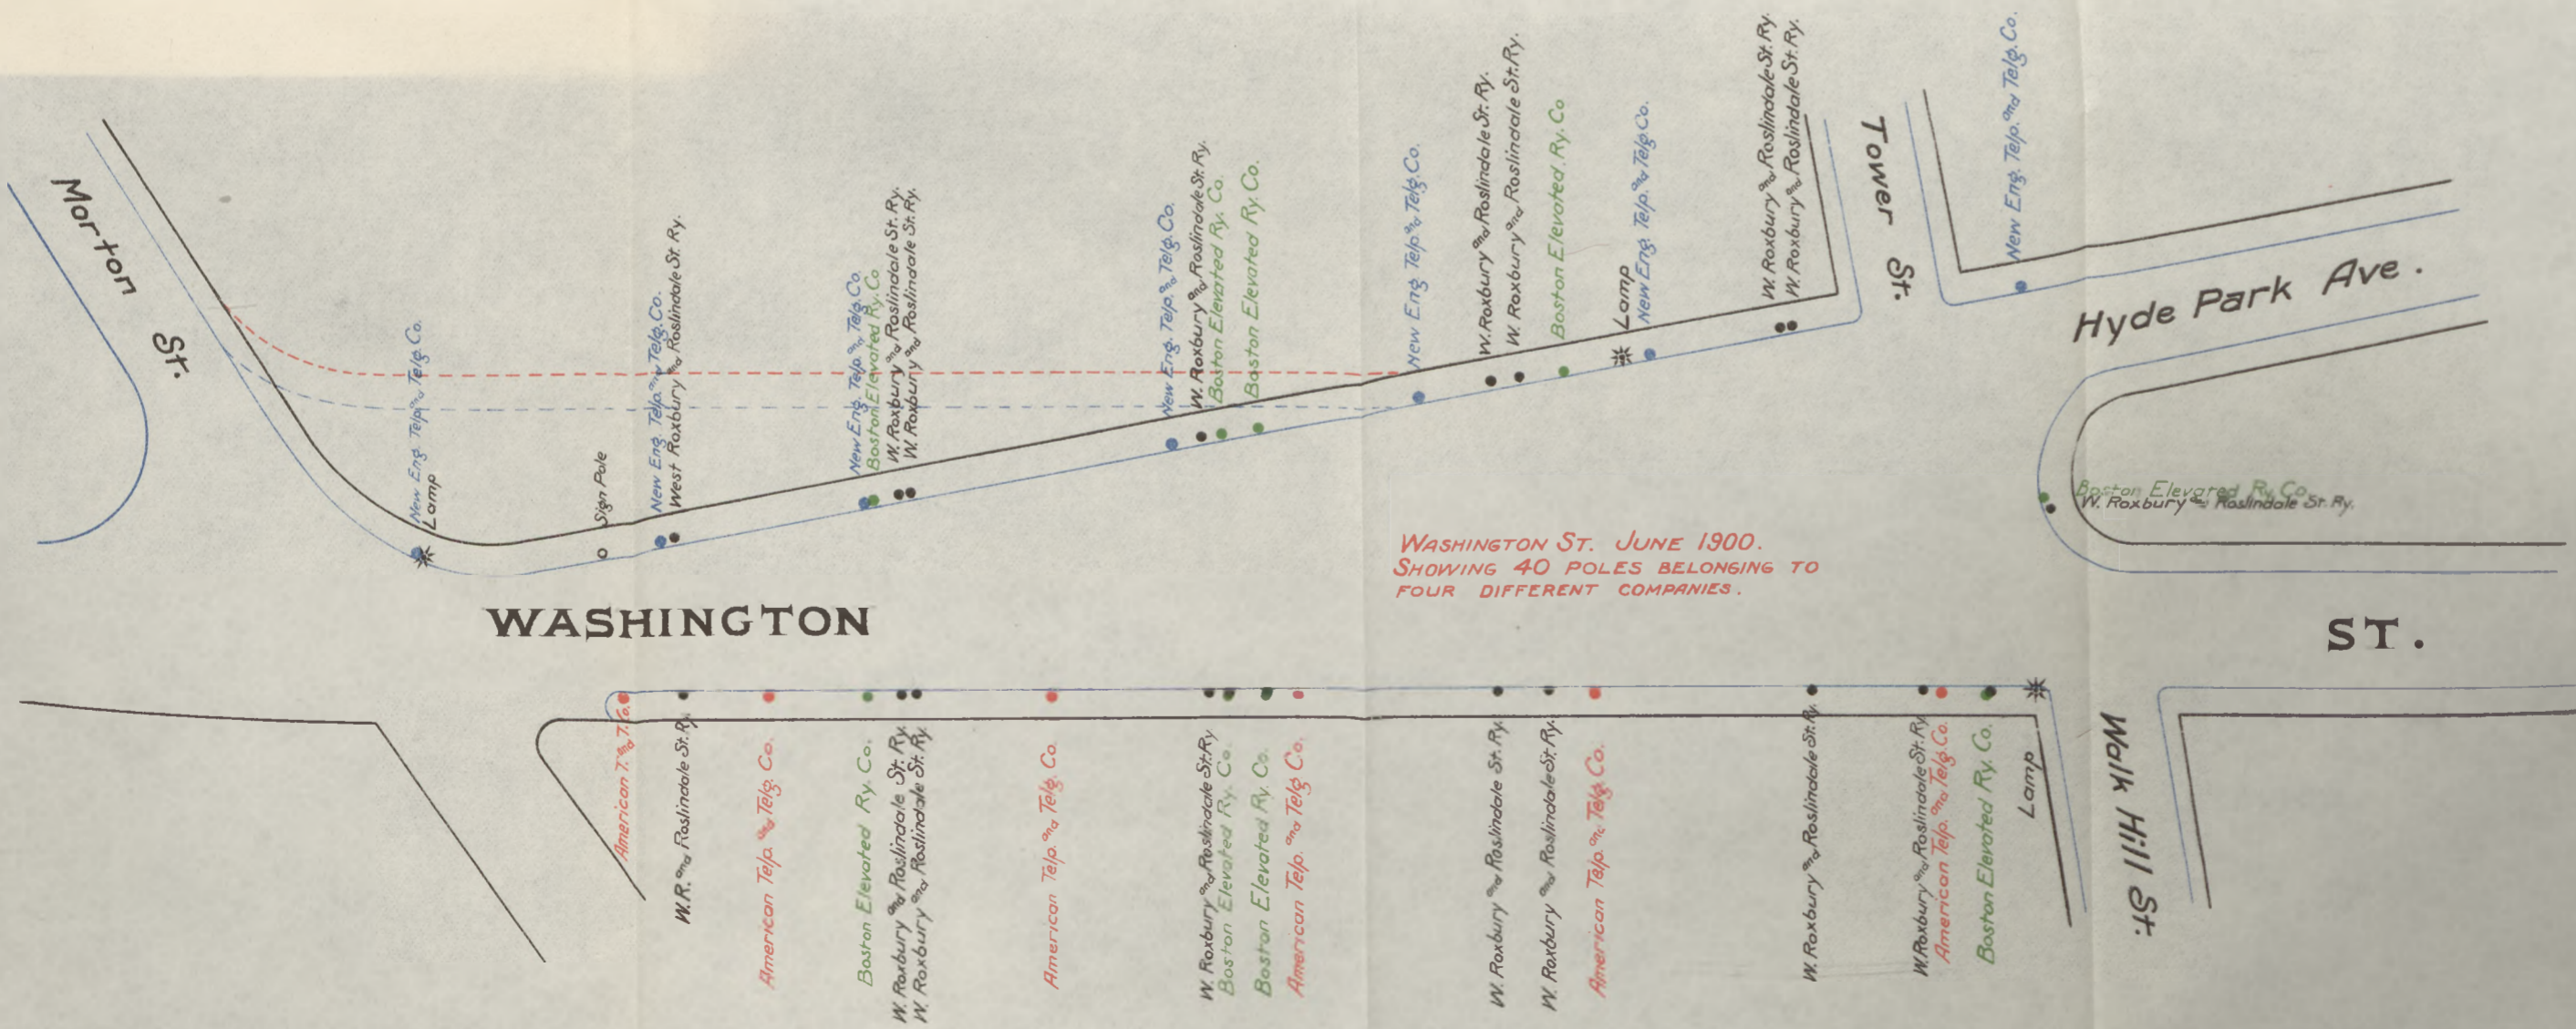 Morton St.
New Eng. Telp. and Telg. Co.
Lamp
Sign Pole
New Eng. Telp. and Telg. Co.
West Roxbury and Roslindale St. Ry.
New Eng. Telp. and Telg. Co.
Boston Elevated Ry. Co
W. Roxbury and Roslindale St. Ry.
W. Roxbury and Roslindale St. Ry.
New Eng. Telp. and Telg. Co.
W. Roxbury and Roslindale St. Ry.
Boston Elevated Ry. Co.
Boston Elevated Ry. Co.
New Eng Telp. and Telg. Co.
W. Roxbury and Roslindale St. Ry.
W. Roxbury and Roslindale St. Ry.
Boston Elevated. Ry. Co
Lamp
New Eng. Telp. and Telg. Co.
W. Roxbury and Roslindale St. Ry.
W. Roxbury and Roslindale St. Ry.
Tower St.
New Eng. Telp. and Telg. Co.
Hyde Park Ave.
Boston Elevated Ry. Co.
W. Roxbury and Roslindale St. Ry.
WASHINGTON ST. JUNE 1900.
SHOWING 40 POLES BELONGING TO
FOUR DIFFERENT COMPANIES.
WASHINGTON ST.
American T. and T. Co.
W. R. and Roslindale St. Ry.
American Telp. and Telg. Co.
Boston Elevated Ry. Co.
W. Roxbury and Roslindale St. Ry.
W. Roxbury and Roslindale St. Ry.
American Telp. and Telg. Co.
W. Roxbury and Roslindale St. Ry
Boston Elevated Ry. Co.
Boston Elevated Ry. Co.
American Telp. and Telg Co.
W. Roxbury and Roslindale St. Ry.
W. Roxbury and Roslindale St. Ry.
American Telp. and Telg. Co.
W. Roxbury and Roslindale St. Ry.
W. Roxbury and Roslindale St. Ry.
American Telp. and Telg. Co.
Boston Elevated Ry. Co.
Lamp
Walk Hill St.